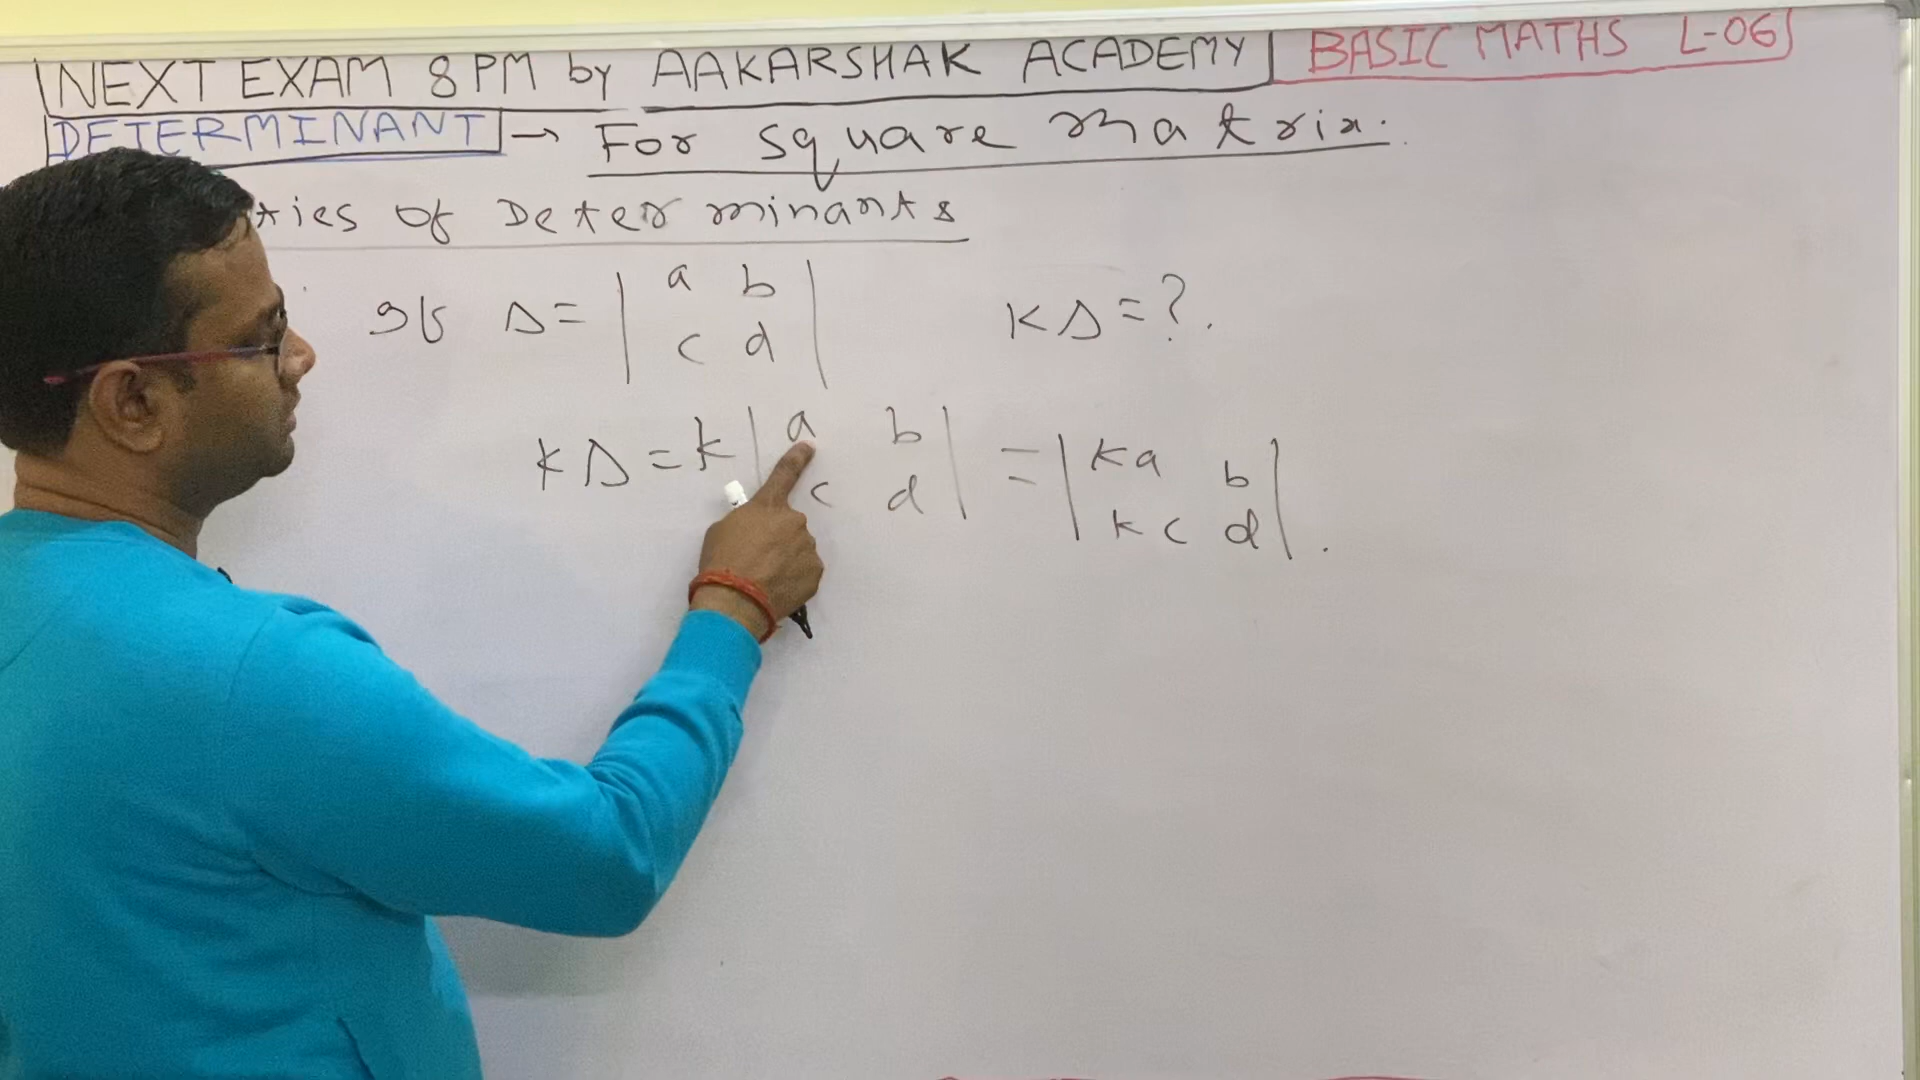 NEXT EXAM 8 PM by AAKARSHAK ACADEMY BASIC MATHS L-06
DETERMINANT → For square matrix.
ties of Determinants
If Δ = | a b | KΔ = ?.
| c d |
KΔ = k | a b | = | ka b |
| c d | | kc d | .